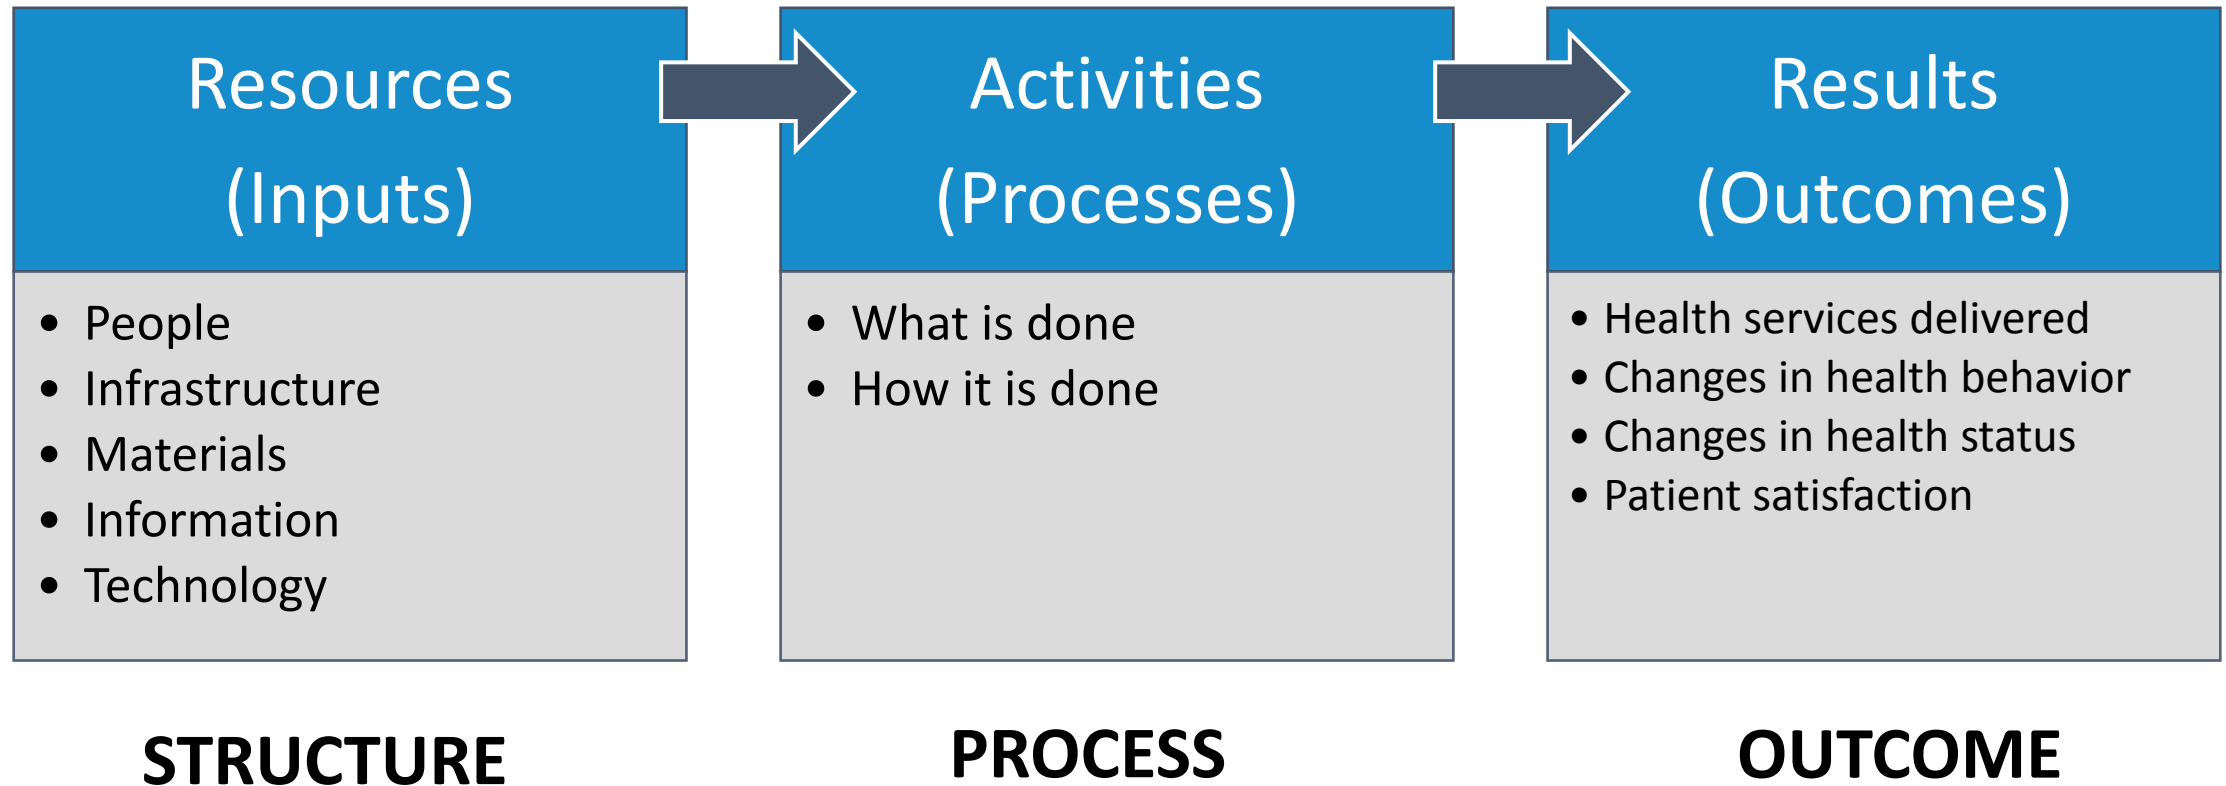 Resources
(Inputs)
• People
• Infrastructure
• Materials
• Information
• Technology
STRUCTURE
Activities
(Processes)
• What is done
• How it is done
PROCESS
Results
(Outcomes)
• Health services delivered
• Changes in health behavior
• Changes in health status
• Patient satisfaction
OUTCOME